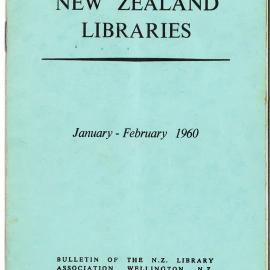 NEW ZEALAND
LIBRARIES
January - February 1960
BULLETIN OF THE N.Z. LIBRARY
ASSOCIATION WELLINGTON N.Z.